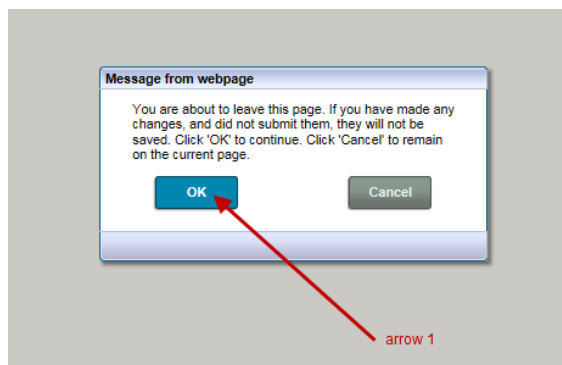 Message from webpage
You are about to leave this page. If you have made any
changes, and did not submit them, they will not be
saved. Click 'OK' to continue. Click 'Cancel' to remain
on the current page.
OK
Cancel
arrow 1